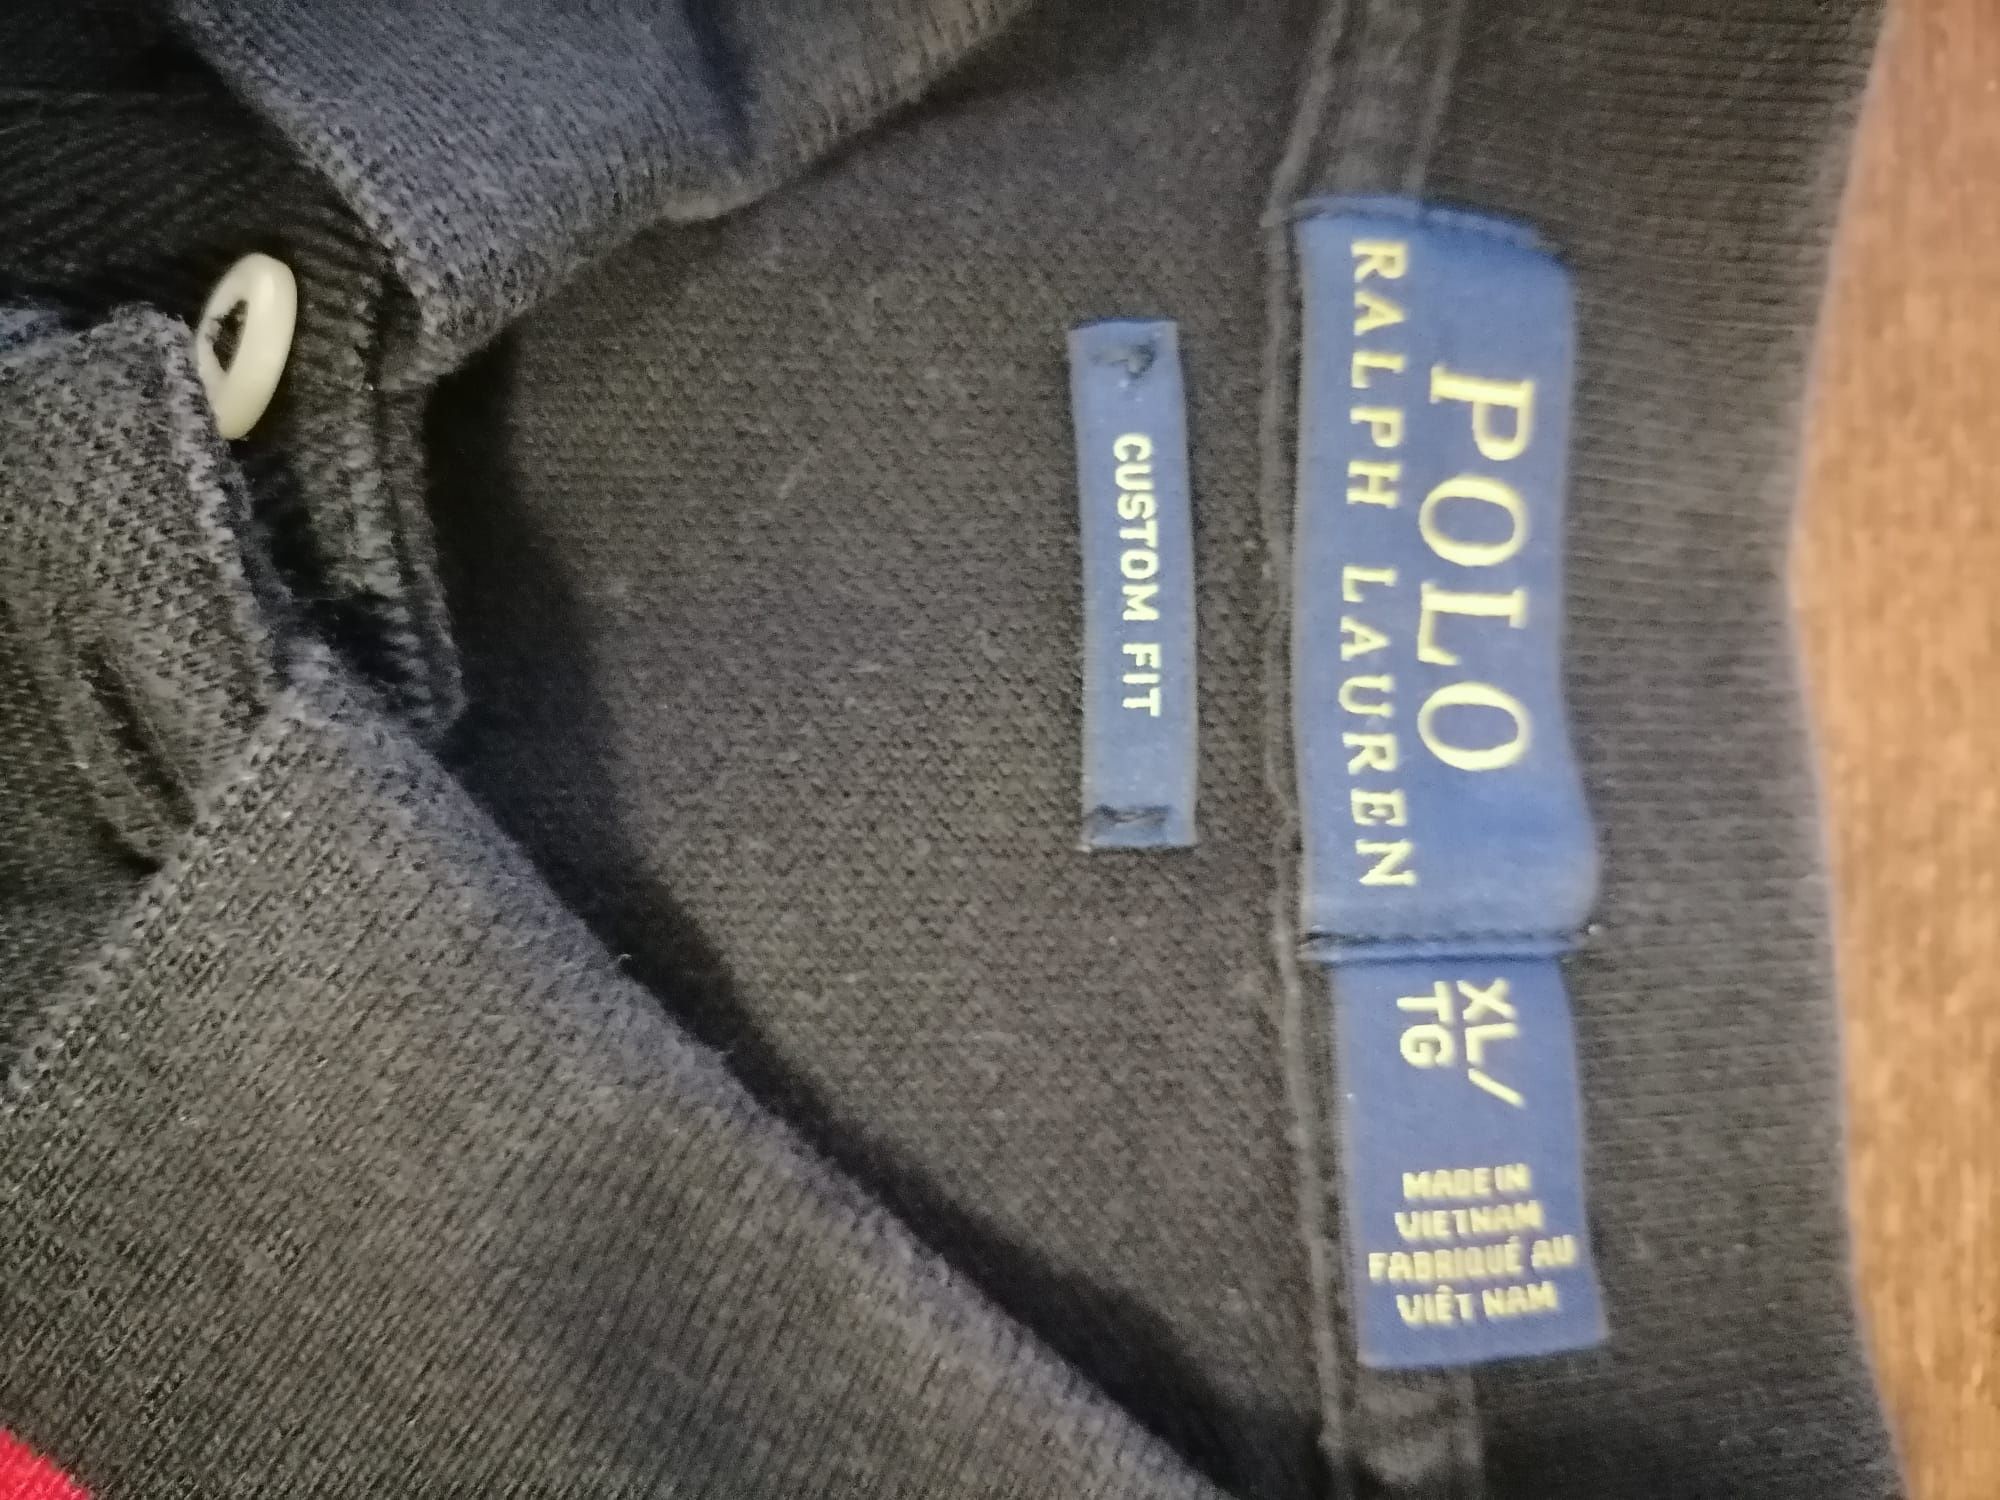 POLO
RALPH LAUREN
XL/
TG
MADE IN
VIETNAM
FABRIQUÉ AU
VIÊT NAM
CUSTOM FIT